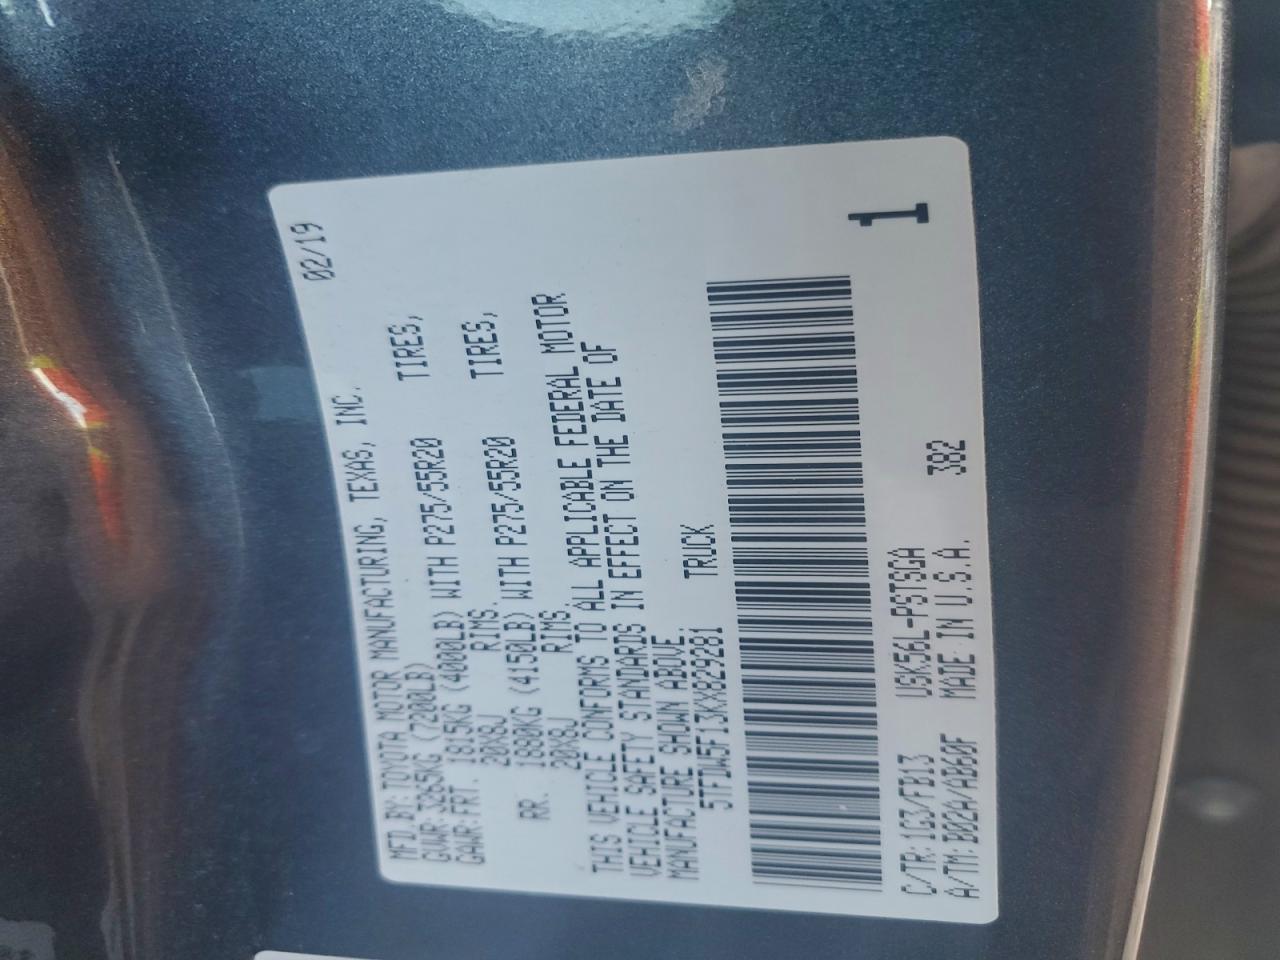 02/19
MFD. BY: TOYOTA MOTOR MANUFACTURING, TEXAS, INC.
GVWR: 3265KG (7200LB)
GAWR: FRT. 1815KG (4000LB) WITH P275/55R20 TIRES,
20X8J RIMS.
RR. 1880KG (4150LB) WITH P275/55R20 TIRES,
20X8J RIMS.
THIS VEHICLE CONFORMS TO ALL APPLICABLE FEDERAL MOTOR
VEHICLE SAFETY STANDARDS IN EFFECT ON THE DATE OF
MANUFACTURE SHOWN ABOVE.
5TFDW5F13KX829281 TRUCK
1
C/TR: 1G3/FB13 USK56L-PSTSGA
A/TM: B02A/AB60F MADE IN U.S.A. 382